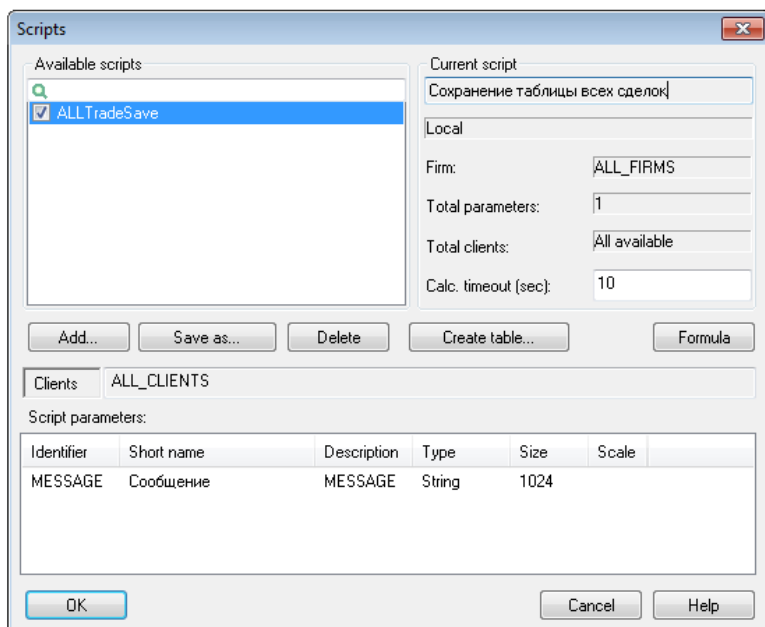 Scripts
Available scripts
ALLTradeSave
Current script
Сохранение таблицы всех сделок
Local
Firm: ALL_FIRMS
Total parameters: 1
Total clients: All available
Calc. timeout (sec): 10
Add... Save as... Delete Create table... Formula
Clients ALL_CLIENTS
Script parameters:
Identifier Short name Description Type Size Scale
MESSAGE Сообщение MESSAGE String 1024
OK Cancel Help